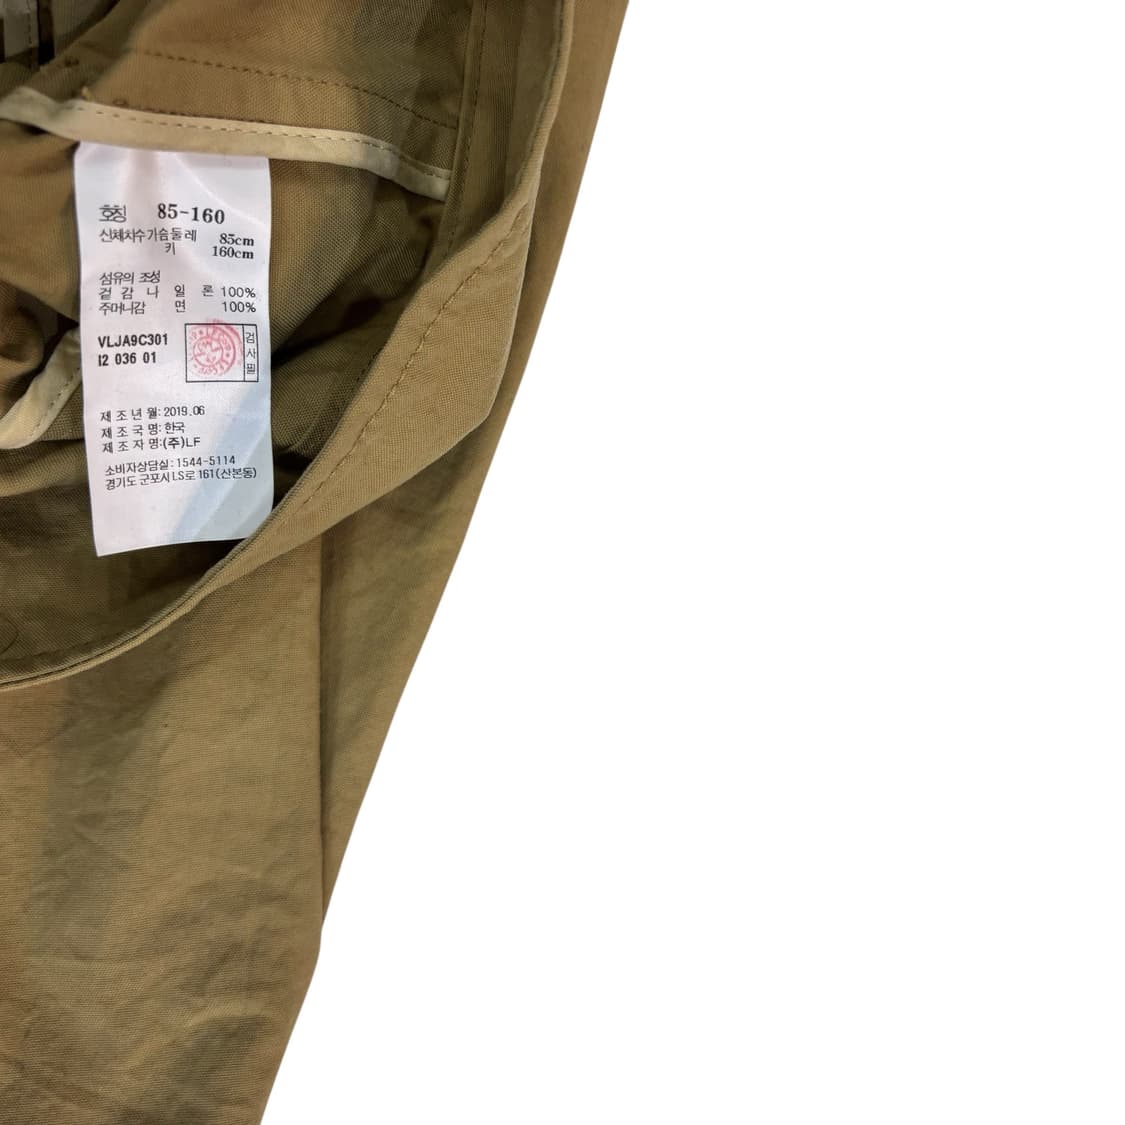 호칭 85-160
신체치수 가슴둘레 85cm
키 160cm
섬유의 조성
겉 감 나 일 론 100%
주머니감 면 100%
VLJA9C301
I2 036 01
검사필
제 조 년 월: 2019.06
제 조 국 명: 한국
제 조 자 명: (주)LF
소비자상담실: 1544-5114
경기도 군포시 LS로 161(산본동)